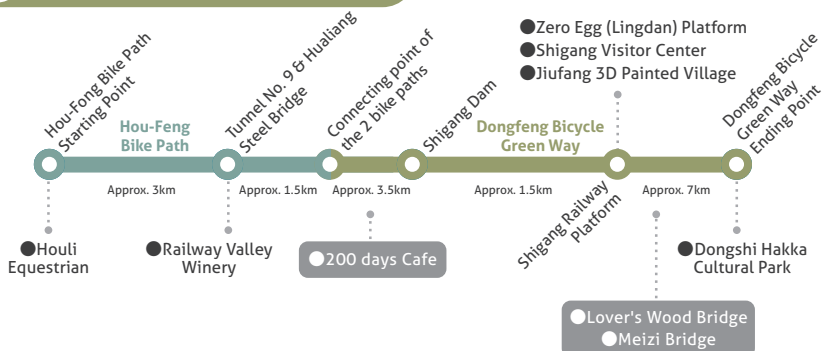 ●Zero Egg (Lingdan) Platform
●Shigang Visitor Center
●Jiufang 3D Painted Village
Hou-Fong Bike Path
Starting Point
Hou-Feng
Bike Path
Tunnel No. 9 & Hualiang
Steel Bridge
Connecting point of
the 2 bike paths
Shigang Dam
Dongfeng Bicycle
Green Way
Dongfeng Bicycle
Green Way
Ending Point
Approx. 3km
Approx. 1.5km
Approx. 3.5km
Approx. 1.5km
Approx. 7km
Shigang Railway
Platform
●Houli
Equestrian
●Railway Valley
Winery
●200 days Cafe
●Dongshi Hakka
Cultural Park
●Lover's Wood Bridge
●Meizi Bridge